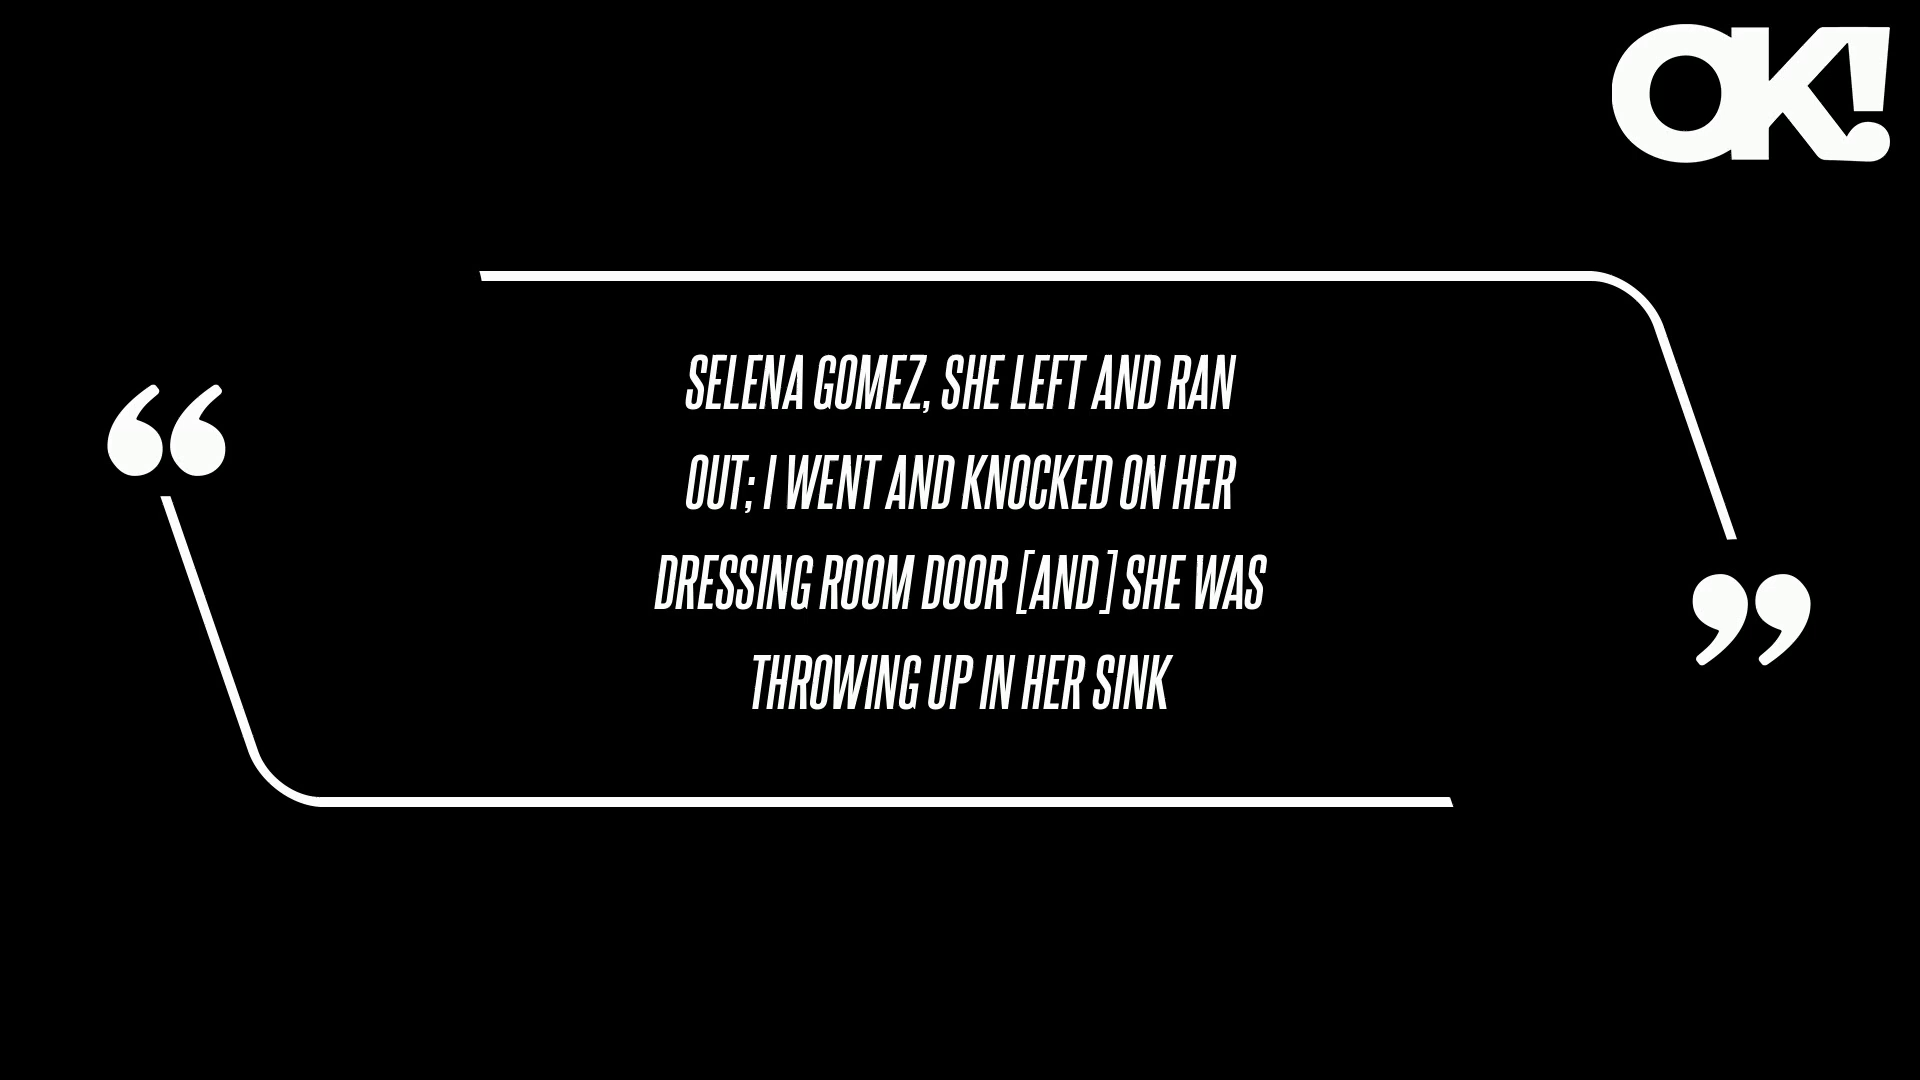 OK!
“
SELENA GOMEZ, SHE LEFT AND RAN
OUT; I WENT AND KNOCKED ON HER
DRESSING ROOM DOOR [AND] SHE WAS
THROWING UP IN HER SINK
”